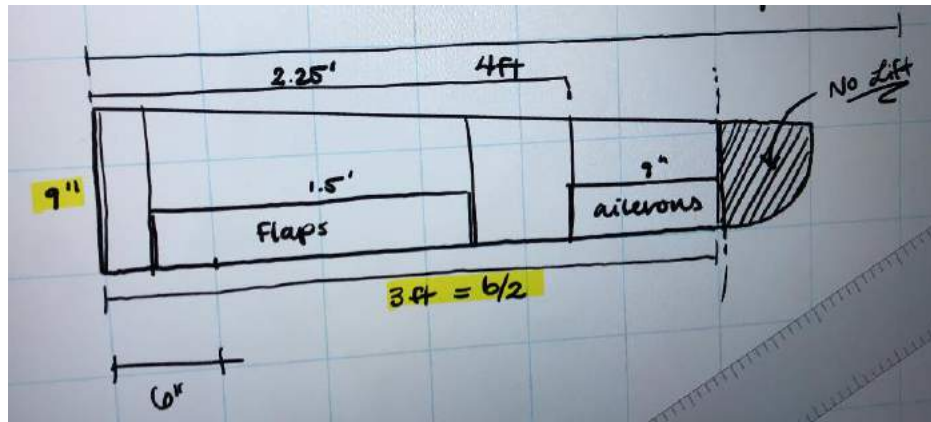 4ft
2.25'
No Lift
9"
1.5'
Flaps
9"
ailerons
3 ft = b/2
6"